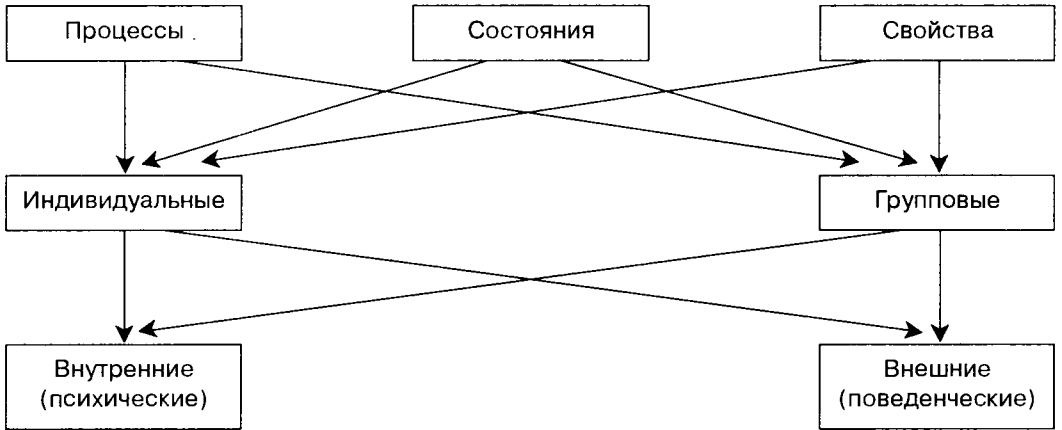 Процессы
Состояния
Свойства
Индивидуальные
Групповые
Внутренние
(психические)
Внешние
(поведенческие)